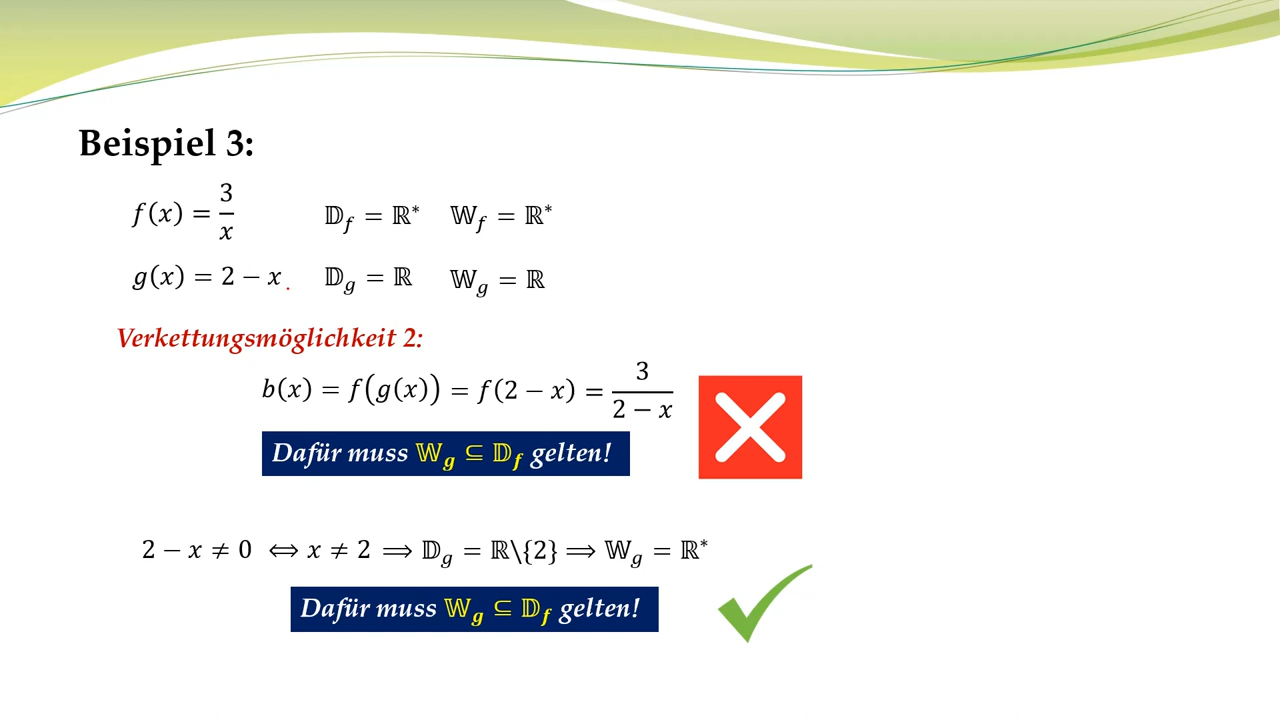 Beispiel 3:
f(x) = 3/x 𝔻_f = ℝ* 𝕎_f = ℝ*
g(x) = 2 − x . 𝔻_g = ℝ 𝕎_g = ℝ
Verkettungsmöglichkeit 2:
b(x) = f(g(x)) = f(2 − x) = 3/(2 − x)
Dafür muss 𝕎_g ⊆ 𝔻_f gelten!
2 − x ≠ 0 ⟺ x ≠ 2 ⟹ 𝔻_g = ℝ\{2} ⟹ 𝕎_g = ℝ*
Dafür muss 𝕎_g ⊆ 𝔻_f gelten!